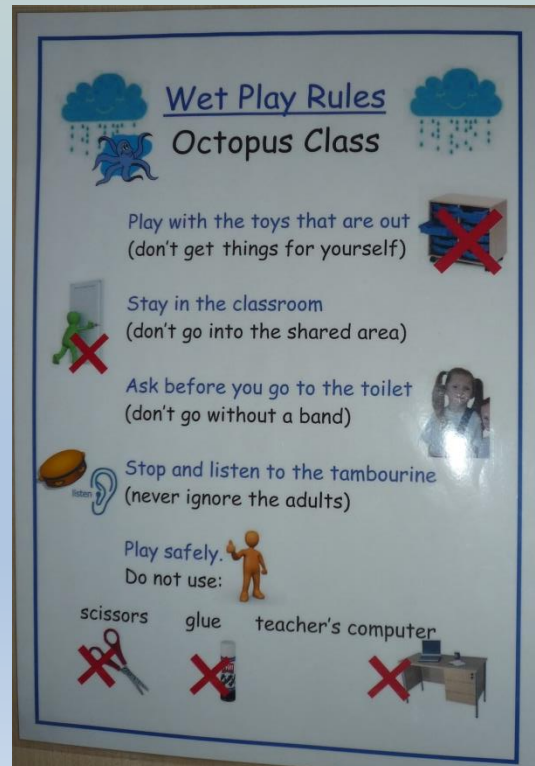 Wet Play Rules
Octopus Class
Play with the toys that are out
(don't get things for yourself)
Stay in the classroom
(don't go into the shared area)
Ask before you go to the toilet
(don't go without a band)
Stop and listen to the tambourine
listen
(never ignore the adults)
Play safely.
Do not use:
scissors glue teacher's computer